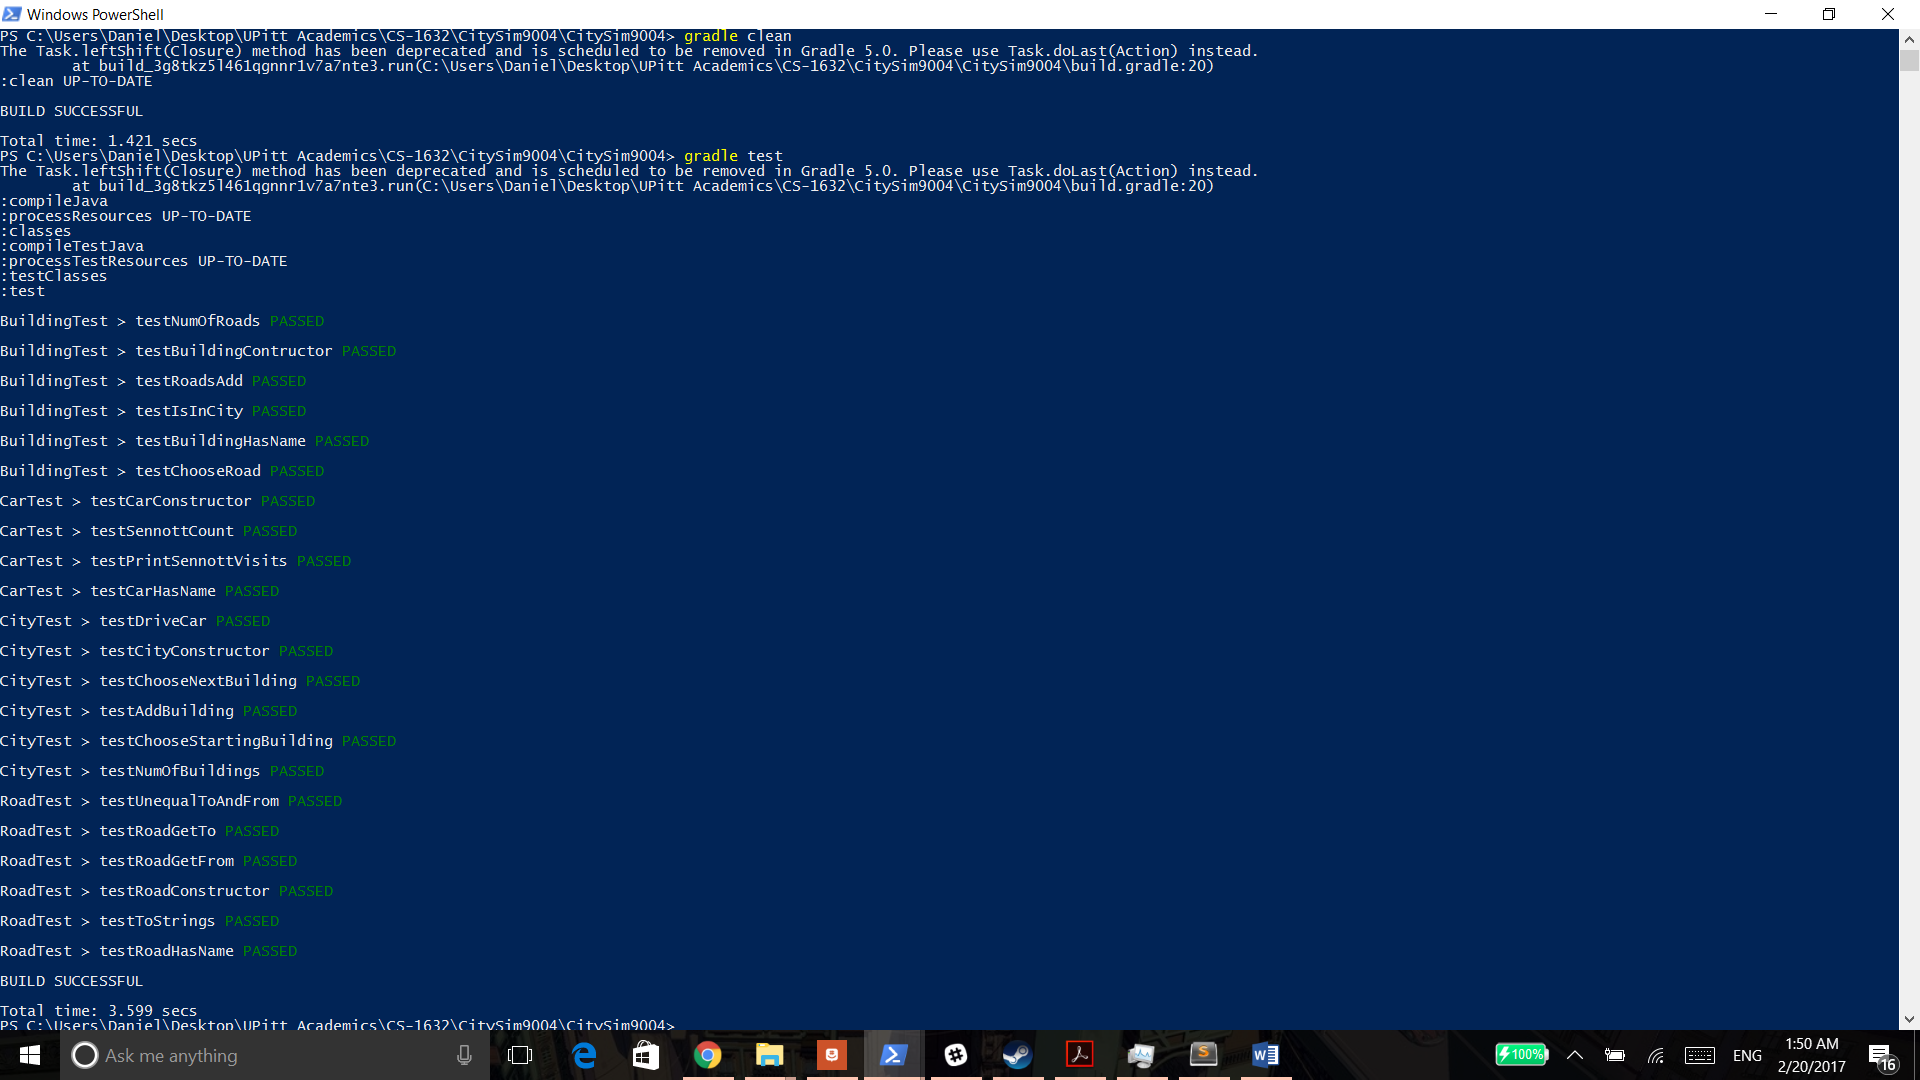 Windows PowerShell
PS C:\Users\Daniel\Desktop\UPitt Academics\CS-1632\CitySim9004\CitySim9004> gradle clean
The Task.leftShift(Closure) method has been deprecated and is scheduled to be removed in Gradle 5.0. Please use Task.doLast(Action) instead.
        at build_3g8tkz5l461qgnnr1v7a7nte3.run(C:\Users\Daniel\Desktop\UPitt Academics\CS-1632\CitySim9004\CitySim9004\build.gradle:20)
:clean UP-TO-DATE
BUILD SUCCESSFUL
Total time: 1.421 secs
PS C:\Users\Daniel\Desktop\UPitt Academics\CS-1632\CitySim9004\CitySim9004> gradle test
The Task.leftShift(Closure) method has been deprecated and is scheduled to be removed in Gradle 5.0. Please use Task.doLast(Action) instead.
        at build_3g8tkz5l461qgnnr1v7a7nte3.run(C:\Users\Daniel\Desktop\UPitt Academics\CS-1632\CitySim9004\CitySim9004\build.gradle:20)
:compileJava
:processResources UP-TO-DATE
:classes
:compileTestJava
:processTestResources UP-TO-DATE
:testClasses
:test
BuildingTest > testNumOfRoads PASSED
BuildingTest > testBuildingContructor PASSED
BuildingTest > testRoadsAdd PASSED
BuildingTest > testIsInCity PASSED
BuildingTest > testBuildingHasName PASSED
BuildingTest > testChooseRoad PASSED
CarTest > testCarConstructor PASSED
CarTest > testSennottCount PASSED
CarTest > testPrintSennottVisits PASSED
CarTest > testCarHasName PASSED
CityTest > testDriveCar PASSED
CityTest > testCityConstructor PASSED
CityTest > testChooseNextBuilding PASSED
CityTest > testAddBuilding PASSED
CityTest > testChooseStartingBuilding PASSED
CityTest > testNumOfBuildings PASSED
RoadTest > testUnequalToAndFrom PASSED
RoadTest > testRoadGetTo PASSED
RoadTest > testRoadGetFrom PASSED
RoadTest > testRoadConstructor PASSED
RoadTest > testToStrings PASSED
RoadTest > testRoadHasName PASSED
BUILD SUCCESSFUL
Total time: 3.599 secs
PS C:\Users\Daniel\Desktop\UPitt Academics\CS-1632\CitySim9004\CitySim9004>
Ask me anything
100%
ENG
1:50 AM
2/20/2017
16